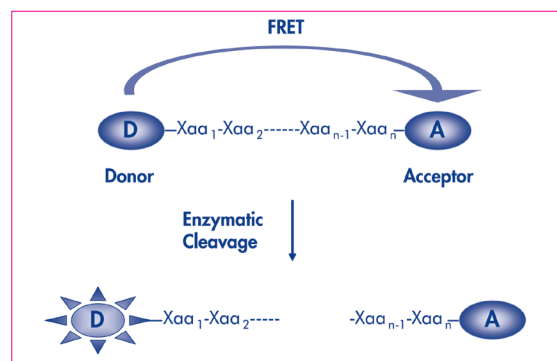 FRET
D –Xaa₁-Xaa₂------Xaaₙ₋₁-Xaaₙ– A
Donor Acceptor
Enzymatic
Cleavage
D –Xaa₁-Xaa₂----- -Xaaₙ₋₁-Xaaₙ– A